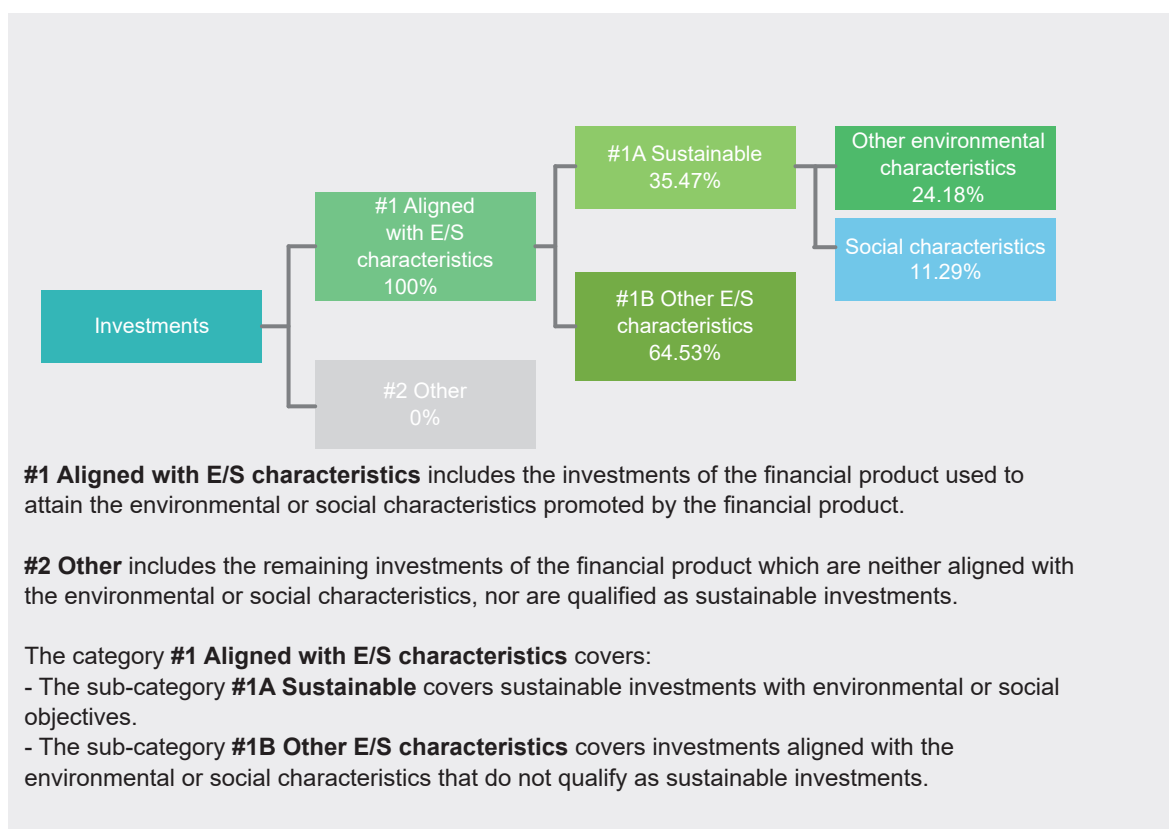 Investments
#1 Aligned
with E/S
characteristics
100%
#2 Other
0%
#1A Sustainable
35.47%
#1B Other E/S
characteristics
64.53%
Other environmental
characteristics
24.18%
Social characteristics
11.29%
#1 Aligned with E/S characteristics includes the investments of the financial product used to
attain the environmental or social characteristics promoted by the financial product.
#2 Other includes the remaining investments of the financial product which are neither aligned with
the environmental or social characteristics, nor are qualified as sustainable investments.
The category #1 Aligned with E/S characteristics covers:
- The sub-category #1A Sustainable covers sustainable investments with environmental or social
objectives.
- The sub-category #1B Other E/S characteristics covers investments aligned with the
environmental or social characteristics that do not qualify as sustainable investments.